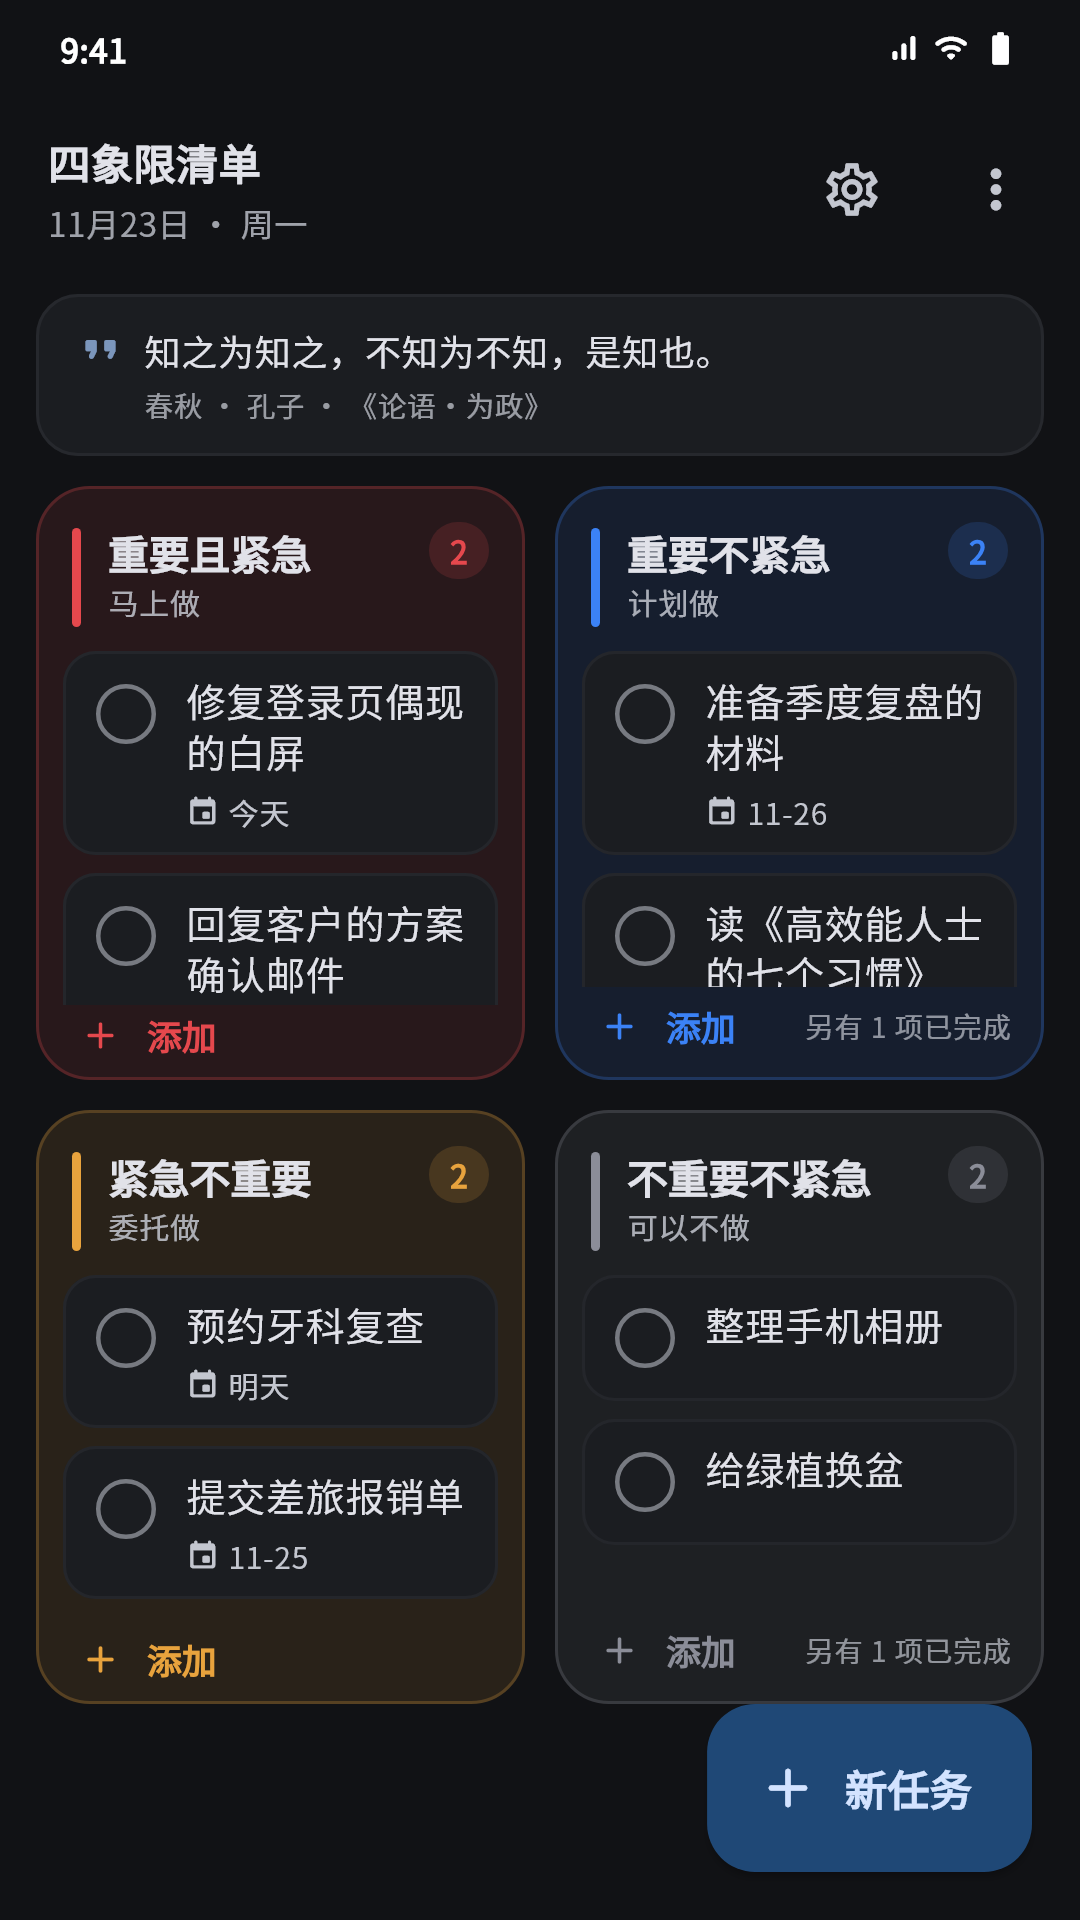 9:41
四象限清单
11月23日 · 周一
知之为知之，不知为不知，是知也。
春秋 · 孔子 · 《论语·为政》
重要且紧急
2
马上做
修复登录页偶现
的白屏
今天
回复客户的方案
确认邮件
添加
重要不紧急
2
计划做
准备季度复盘的
材料
11-26
读《高效能人士
的七个习惯》
添加
另有 1 项已完成
紧急不重要
2
委托做
预约牙科复查
明天
提交差旅报销单
11-25
添加
不重要不紧急
2
可以不做
整理手机相册
给绿植换盆
添加
另有 1 项已完成
新任务